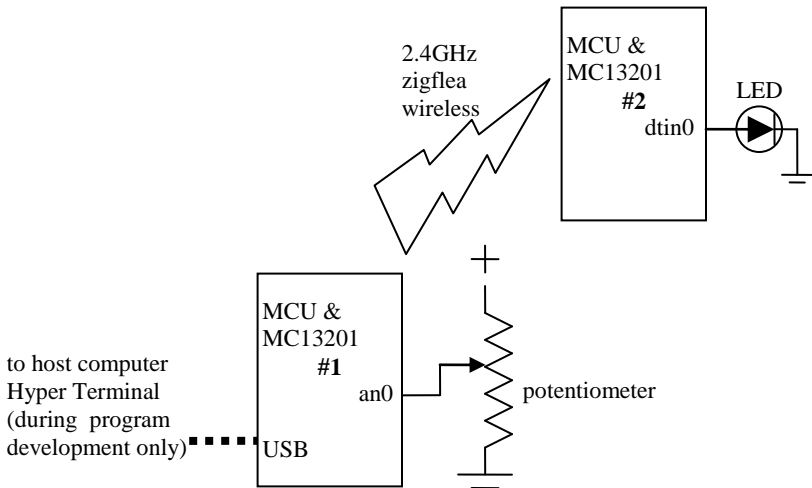 2.4GHz
zigflea
wireless
MCU &
MC13201
#2
dtin0
LED
MCU &
MC13201
#1
an0
USB
+
potentiometer
to host computer
Hyper Terminal
(during program
development only)